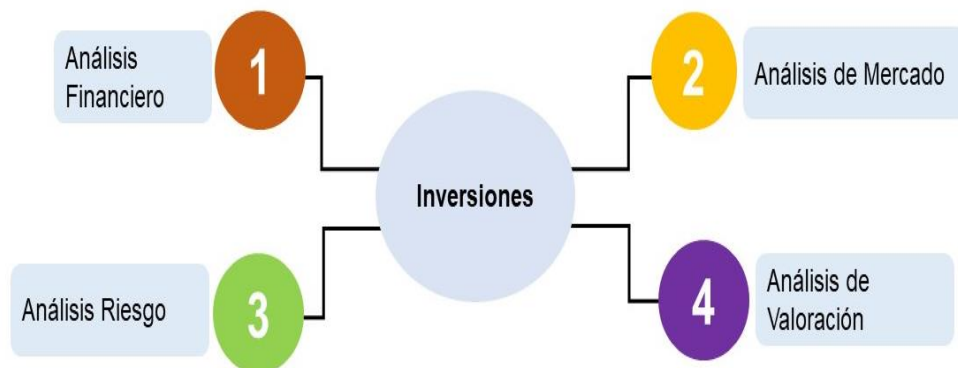 Análisis
Financiero
1
2
Análisis de Mercado
Inversiones
Análisis Riesgo
3
4
Análisis de
Valoración